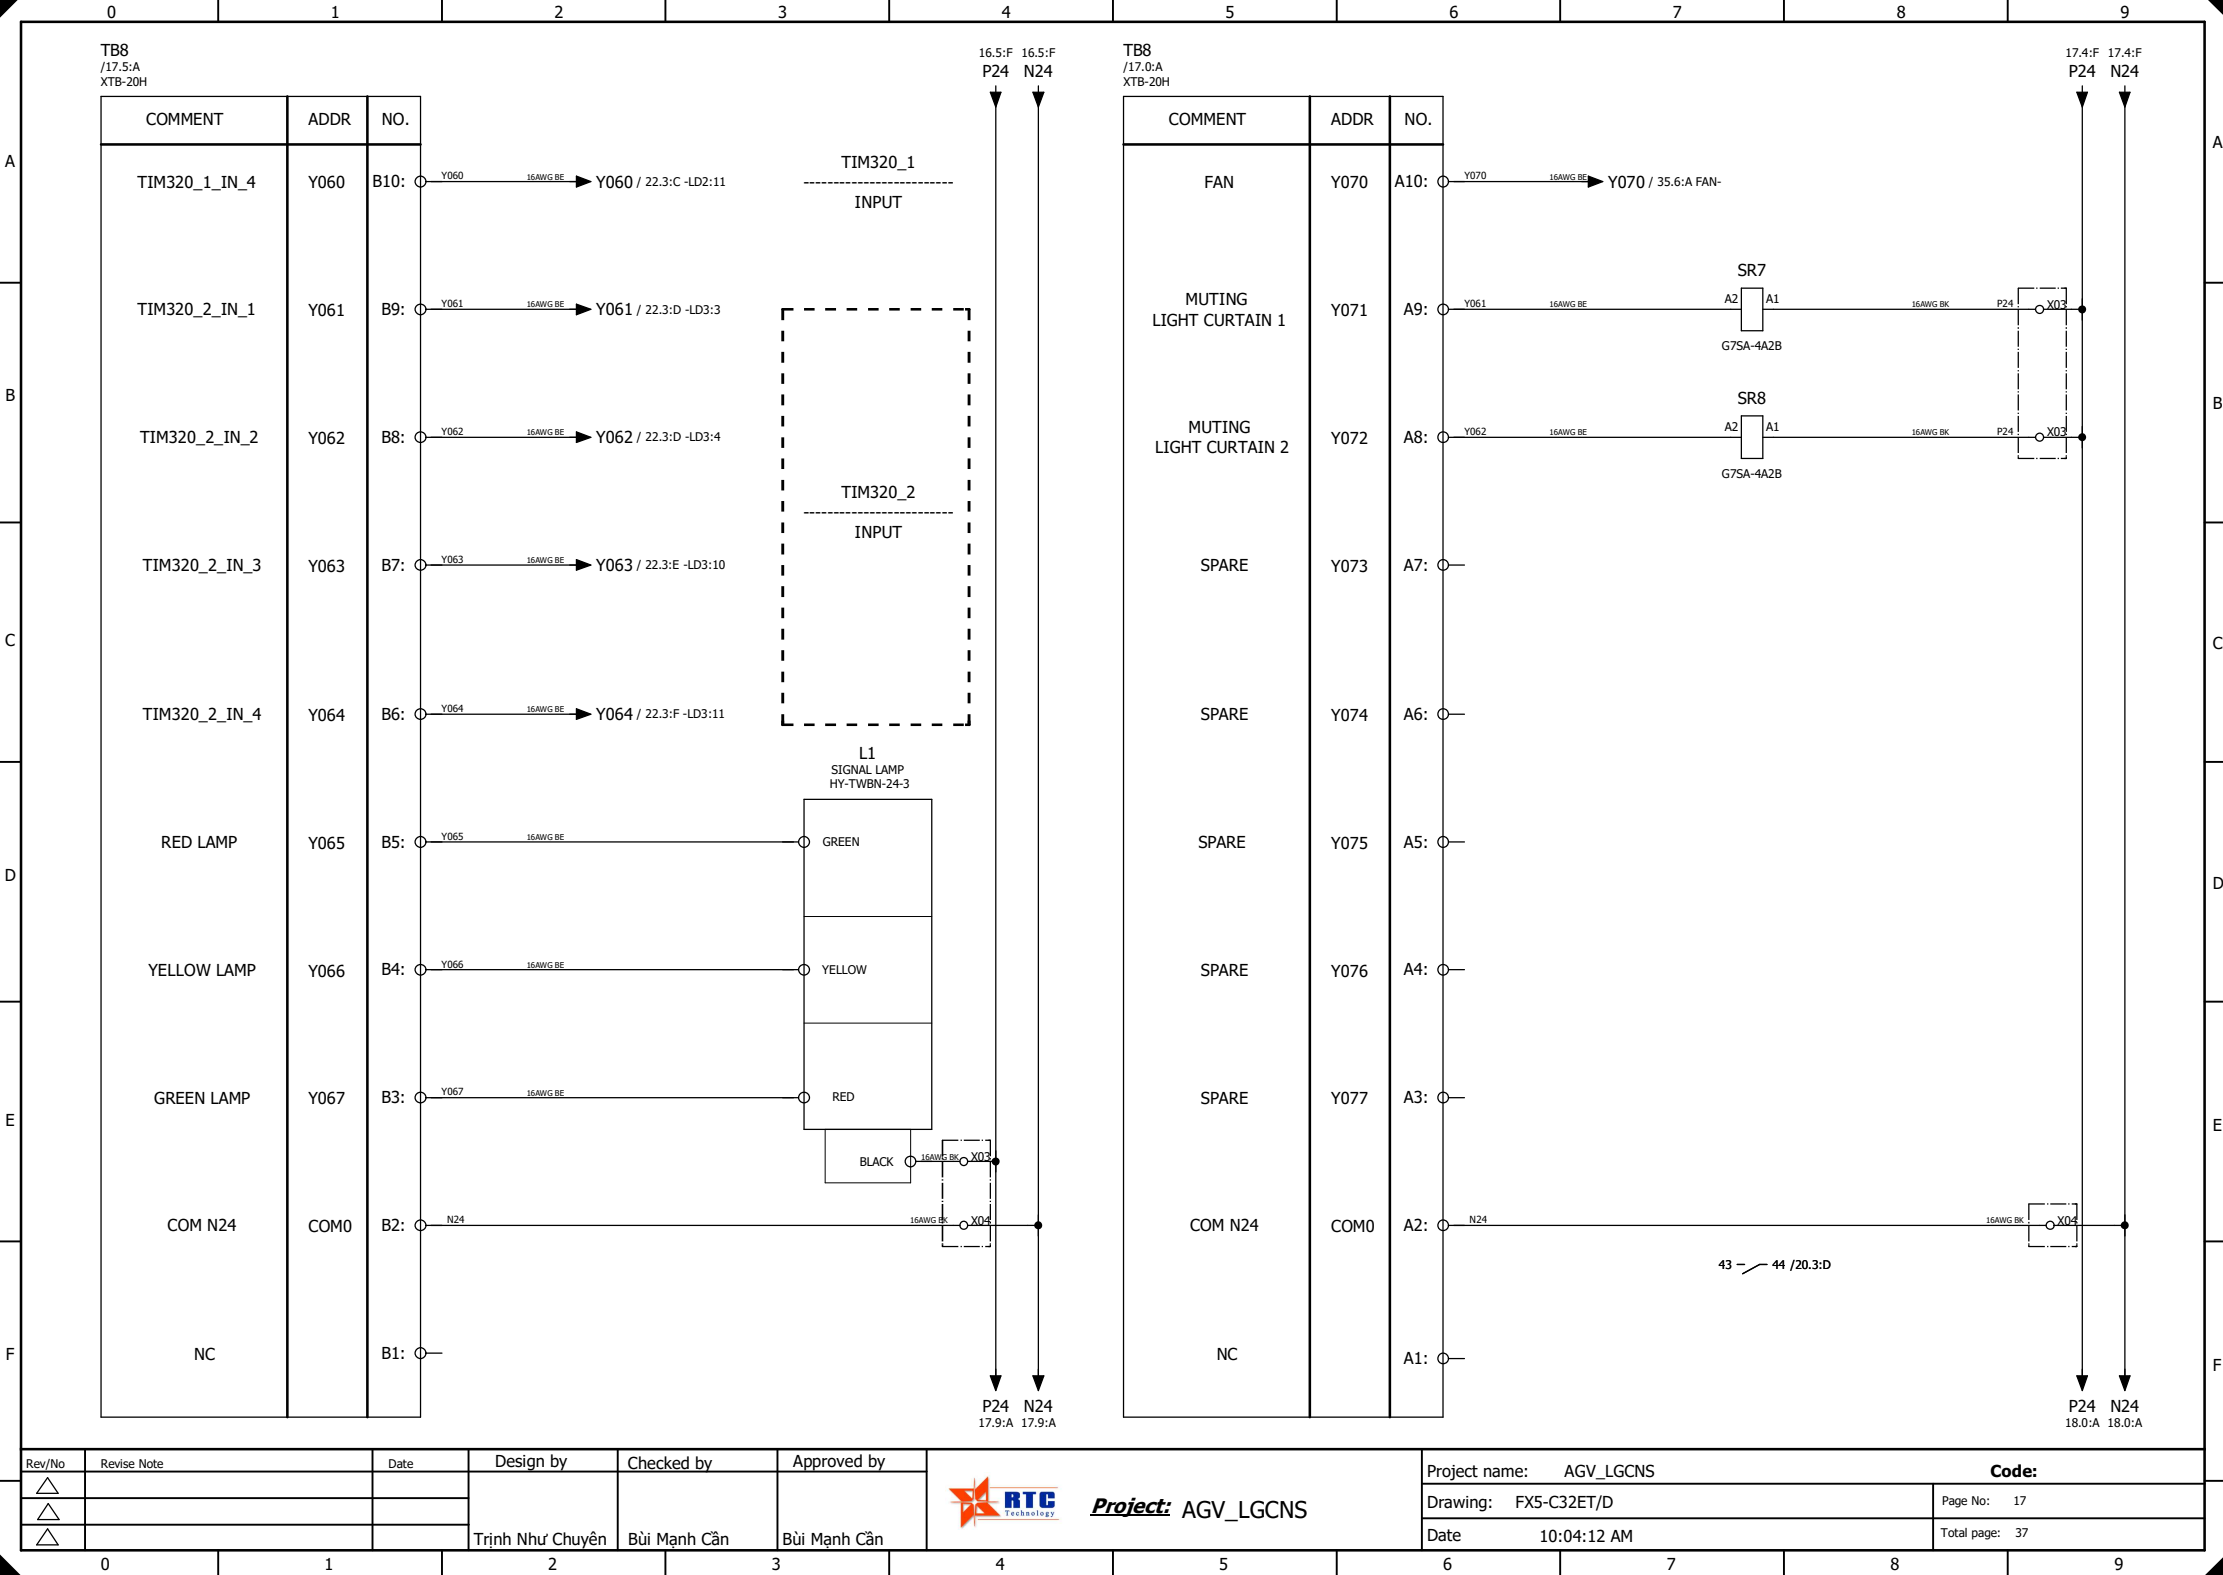 0 1 2 3 4 5 6 7 8 9
TB8
/17.5:A
XTB-20H
16.5:F 16.5:F
P24 N24
COMMENT ADDR NO.
A
TIM320_1_IN_4 Y060 B10: Y060 16AWG BE Y060 / 22.3:C -LD2:11
TIM320_1
INPUT
TIM320_2_IN_1 Y061 B9: Y061 16AWG BE Y061 / 22.3:D -LD3:3
B
TIM320_2_IN_2 Y062 B8: Y062 16AWG BE Y062 / 22.3:D -LD3:4
TIM320_2
INPUT
TIM320_2_IN_3 Y063 B7: Y063 16AWG BE Y063 / 22.3:E -LD3:10
C
TIM320_2_IN_4 Y064 B6: Y064 16AWG BE Y064 / 22.3:F -LD3:11
L1
SIGNAL LAMP
HY-TWBN-24-3
RED LAMP Y065 B5: Y065 16AWG BE GREEN
D
YELLOW LAMP Y066 B4: Y066 16AWG BE YELLOW
GREEN LAMP Y067 B3: Y067 16AWG BE RED
E
BLACK 16AWG BK X03
COM N24 COM0 B2: N24 16AWG BK X04
F
NC B1:
P24 N24
17.9:A 17.9:A
TB8
/17.0:A
XTB-20H
17.4:F 17.4:F
P24 N24
COMMENT ADDR NO.
A
FAN Y070 A10: Y070 16AWG BE Y070 / 35.6:A FAN-
SR7
MUTING
LIGHT CURTAIN 1 Y071 A9: Y061 16AWG BE A2 A1 16AWG BK P24 X03
G7SA-4A2B
B
SR8
MUTING
LIGHT CURTAIN 2 Y072 A8: Y062 16AWG BE A2 A1 16AWG BK P24 X03
G7SA-4A2B
SPARE Y073 A7:
C
SPARE Y074 A6:
SPARE Y075 A5:
D
SPARE Y076 A4:
SPARE Y077 A3:
E
COM N24 COM0 A2: N24 16AWG BK X04
43 44 /20.3:D
F
NC A1:
P24 N24
18.0:A 18.0:A
Rev/No Revise Note Date Design by Checked by Approved by
Trịnh Như Chuyên Bùi Mạnh Cần Bùi Mạnh Cần
RTC
Technology
Project: AGV_LGCNS
Project name: AGV_LGCNS Code:
Drawing: FX5-C32ET/D Page No: 17
Date 10:04:12 AM Total page: 37
0 1 2 3 4 5 6 7 8 9